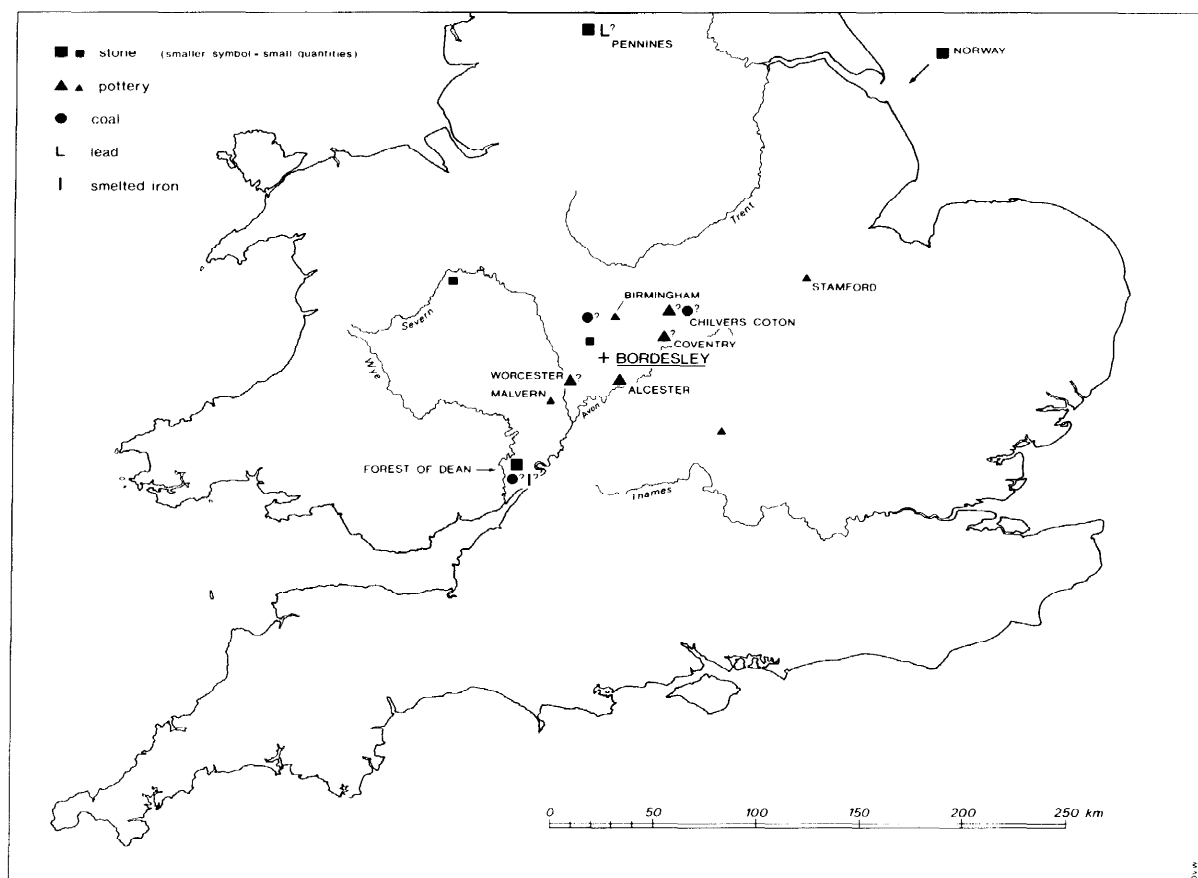 stone (smaller symbol = small quantities)
pottery
coal
L lead
I smelted iron
L?
PENNINES
NORWAY
Trent
STAMFORD
BIRMINGHAM
?
?
?
CHILVERS COTON
?
COVENTRY
+ BORDESLEY
Severn
Wye
WORCESTER ?
MALVERN
ALCESTER
Avon
FOREST OF DEAN
? I?
Thames
0 50 100 150 200 250 km